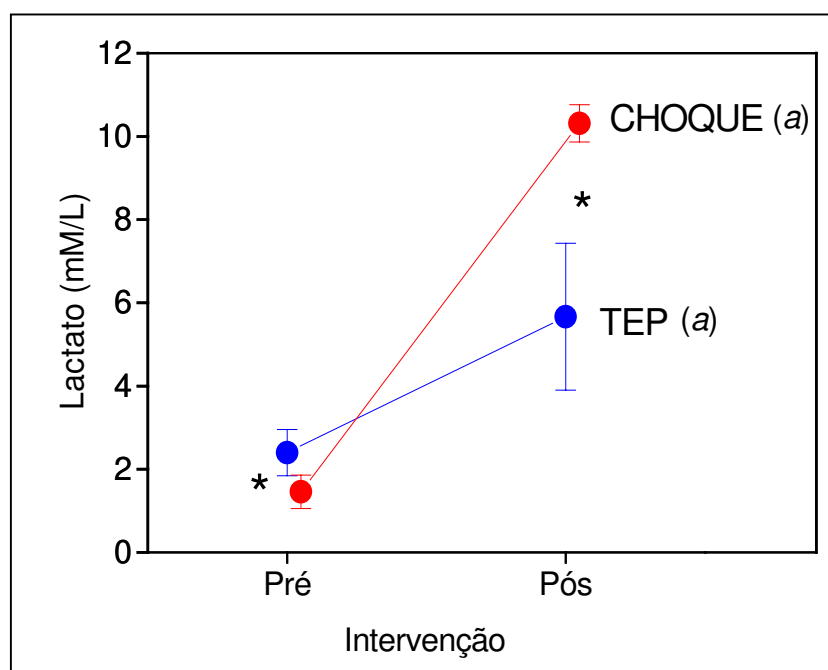 12
10
8
6
4
2
0
Lactato (mM/L)
CHOQUE (a)
*
TEP (a)
*
Pré
Pós
Intervenção